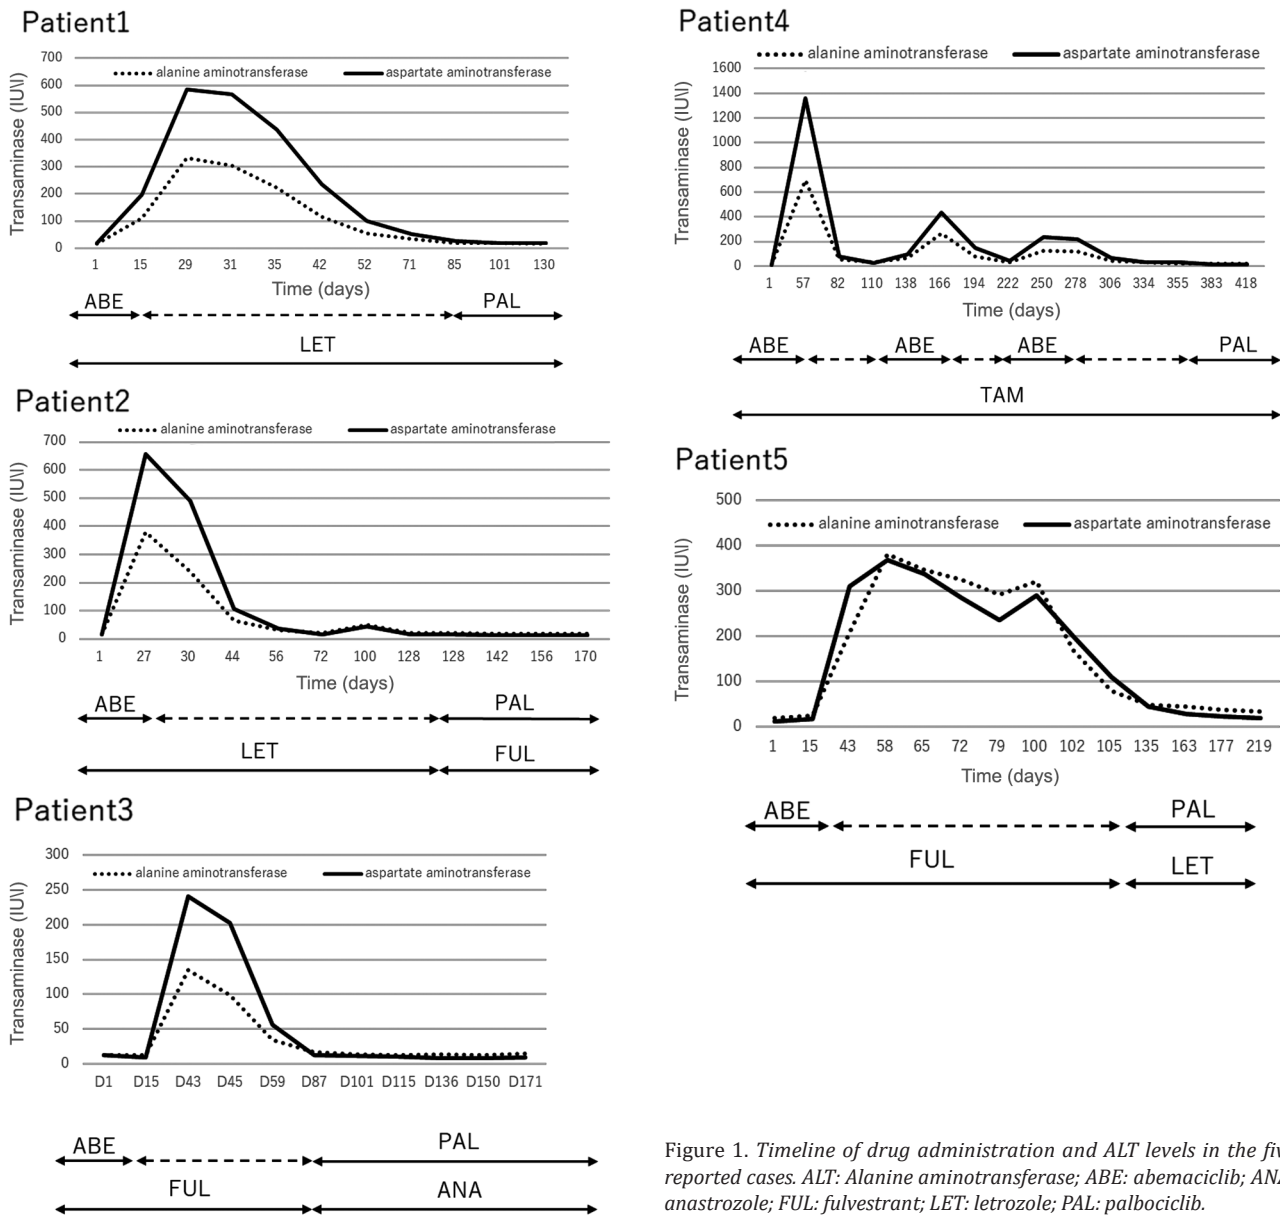 Patient1
700
alanine aminotransferase
aspartate aminotransferase
600
500
400
300
200
100
0
Transaminase (IU\l)
1 15 29 31 35 42 52 71 85 101 130
Time (days)
ABE
PAL
LET
Patient2
alanine aminotransferase
aspartate aminotransferase
700
600
500
400
300
200
100
0
Transaminase (IU\l)
1 27 30 44 56 72 100 128 128 142 156 170
Time (days)
ABE
PAL
LET
FUL
Patient3
300
alanine aminotransferase
aspartate aminotransferase
250
200
150
100
50
0
Transaminase (IU\l)
D1 D15 D43 D45 D59 D87 D101 D115 D136 D150 D171
ABE
PAL
FUL
ANA
Patient4
alanine aminotransferase
aspartate aminotransferase
1600
1400
1200
1000
800
600
400
200
0
Transaminase (IU\l)
1 57 82 110 138 166 194 222 250 278 306 334 355 383 418
Time (days)
ABE
ABE
ABE
PAL
TAM
Patient5
500
alanine aminotransferase
aspartate aminotransferase
400
300
200
100
0
Transaminase (IU\l)
1 15 43 58 65 72 79 100 102 105 135 163 177 219
Time (days)
ABE
PAL
FUL
LET
Figure 1. Timeline of drug administration and ALT levels in the fiv
reported cases. ALT: Alanine aminotransferase; ABE: abemaciclib; ANA
anastrozole; FUL: fulvestrant; LET: letrozole; PAL: palbociclib.